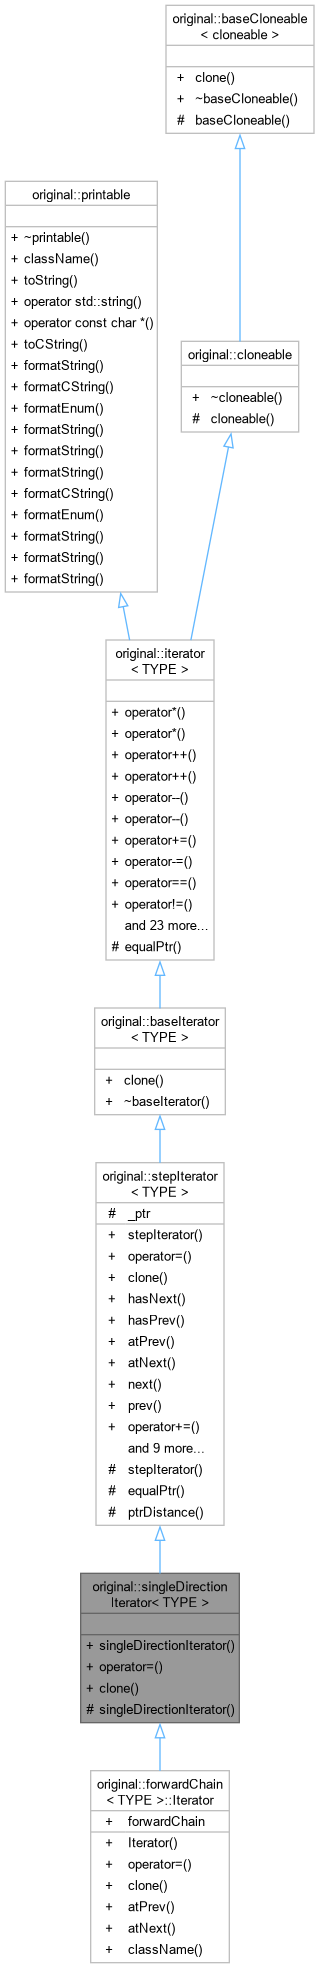 original::baseCloneable
< cloneable >
+ clone()
+ ~baseCloneable()
# baseCloneable()
original::printable
+ ~printable()
+ className()
+ toString()
+ operator std::string()
+ operator const char *()
+ toCString()
+ formatString()
+ formatCString()
+ formatEnum()
+ formatString()
+ formatString()
+ formatString()
+ formatCString()
+ formatEnum()
+ formatString()
+ formatString()
+ formatString()
original::cloneable
+ ~cloneable()
# cloneable()
original::iterator
< TYPE >
+ operator*()
+ operator*()
+ operator++()
+ operator++()
+ operator--()
+ operator--()
+ operator+=()
+ operator-=()
+ operator==()
+ operator!=()
and 23 more...
# equalPtr()
original::baseIterator
< TYPE >
+ clone()
+ ~baseIterator()
original::stepIterator
< TYPE >
# _ptr
+ stepIterator()
+ operator=()
+ clone()
+ hasNext()
+ hasPrev()
+ atPrev()
+ atNext()
+ next()
+ prev()
+ operator+=()
and 9 more...
# stepIterator()
# equalPtr()
# ptrDistance()
original::singleDirection
Iterator< TYPE >
+ singleDirectionIterator()
+ operator=()
+ clone()
# singleDirectionIterator()
original::forwardChain
< TYPE >::Iterator
+ forwardChain
+ Iterator()
+ operator=()
+ clone()
+ atPrev()
+ atNext()
+ className()